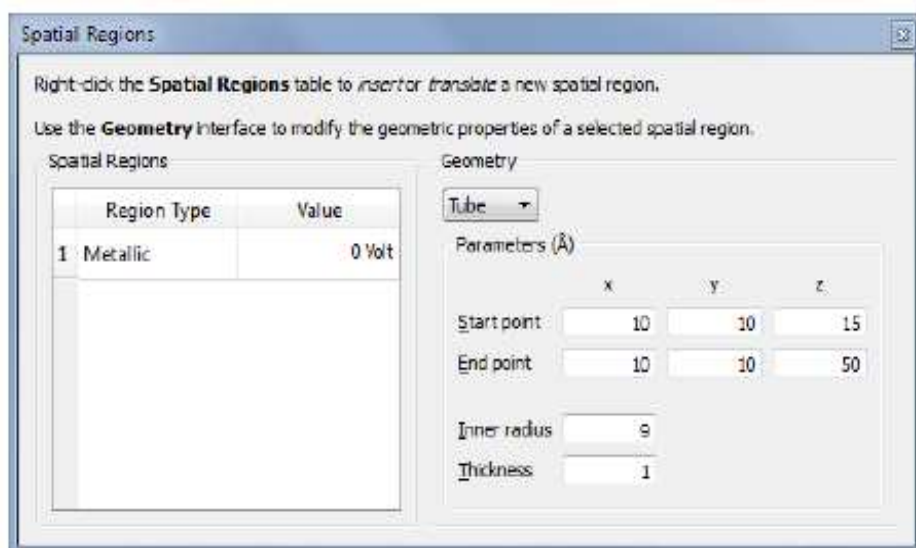 Spatial Regions
Right-click the Spatial Regions table to insert or translate a new spatial region.
Use the Geometry interface to modify the geometric properties of a selected spatial region.
Spatial Regions
Region Type Value
1 Metallic 0 Volt
Geometry
Tube
Parameters (Å)
x y z
Start point 10 10 15
End point 10 10 50
Inner radius 9
Thickness 1